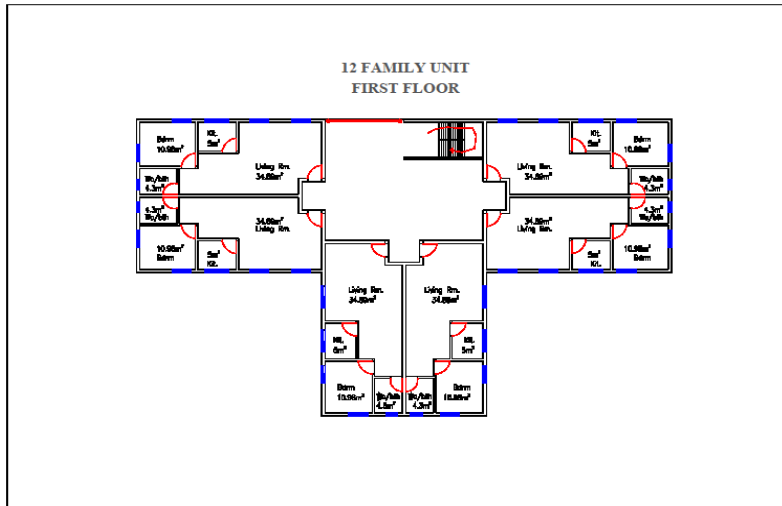 12 FAMILY UNIT
FIRST FLOOR
Bdrm
10.98m²
Kit.
5m²
Living Rm.
34.89m²
Wc/bth
4.3m²
4.3m²
Wc/bth
34.89m²
Living Rm.
10.98m²
Bdrm
5m²
Kit.
Living Rm.
34.89m²
Kit.
5m²
Bdrm
10.98m²
Wc/bth
4.3m²
4.3m²
Wc/bth
34.89m²
Living Rm.
5m²
Kit.
10.98m²
Bdrm
Living Rm.
34.89m²
Living Rm.
34.89m²
Kit.
Kit.
5m²
Bdrm
10.98m²
Wc/bth
Wc/bth
4.3m²
Bdrm
10.98m²